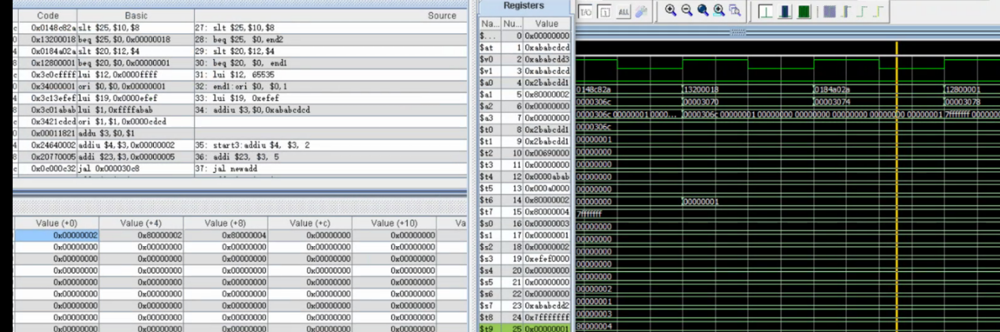 Code Basic Source
0x0148c82a slt $25,$10,$8 27: slt $25,$10,$8
0x13200018 beq $25,$0,0x00000018 28: beq $25, $0,end2
0x0184a02a slt $20,$12,$4 29: slt $20,$12,$4
0x12800001 beq $20,$0,0x00000001 30: beq $20, $0, end1
0x3c0cffff lui $12,0x0000ffff 31: lui $12, 65535
0x34000001 ori $0,$0,0x00000001 32: end1:ori $0,$0,1
0x3c13efef lui $19,0x0000efef 33: lui $19, 0xefef
0x3c01abab lui $1,0xffffabab 34: addiu $3,$0,0xababcdcd
0x3421cdcd ori $1,$1,0x0000cdcd
0x00011821 addu $3,$0,$1
0x24640002 addiu $4,$3,0x00000002 35: start3:addiu $4, $3, 2
0x20770005 addi $23,$3,0x00000005 36: addi $23, $3, 5
0x0c000c32 jal 0x000030c8 37: jal newadd
Value (+0) Value (+4) Value (+8) Value (+c) Value (+10) Va
0x00000002 0x80000002 0x80000004 0x00000000 0x00000000
0x00000000 0x00000000 0x00000000 0x00000000 0x00000000
0x00000000 0x00000000 0x00000000 0x00000000 0x00000000
0x00000000 0x00000000 0x00000000 0x00000000 0x00000000
0x00000000 0x00000000 0x00000000 0x00000000 0x00000000
0x00000000 0x00000000 0x00000000 0x00000000 0x00000000
0x00000000 0x00000000 0x00000000 0x00000000 0x00000000
0x00000000 0x00000000 0x00000000 0x00000000 0x00000000
0x00000000 0x00000000 0x00000000 0x00000000 0x00000000
Registers
Na... Nu... Value
$... 0 0x00000000
$at 1 0xababcdcd
$v0 2 0xababcdd3
$v1 3 0xababcdcd
$a0 4 0x2babcdd1
$a1 5 0x80000002
$a2 6 0x00000000
$a3 7 0x00000000
$t0 8 0x2babcdd1
$t1 9 0x2babcdd1
$t2 10 0x00690000
$t3 11 0x00000000
$t4 12 0x0000abab
$t5 13 0x000a0000
$t6 14 0x80000002
$t7 15 0x80000004
$s0 16 0x00000003
$s1 17 0x00000001
$s2 18 0x00000002
$s3 19 0xefef0000
$s4 20 0x00000000
$s5 21 0x00000000
$s6 22 0x00000000
$s7 23 0xababcdd2
$t8 24 0x7fffffff
$t9 25 0x00000001
ALL
0148c82a 13200018 0184a02a 12800001
0000306c 00003070 00003074 00003078
0000306c 00000001 0000... 0000306c 00000001 00000000 00000000 00600000 00000000 00000000 00000001 7fffffff 0000000
0000306c
00000001
00000000
00000000
00000000
00000000
00000000 00000001
7fffffff
00000000
00000000
00000000
00000000
00000000
00000002
00000001
00000003
80000004